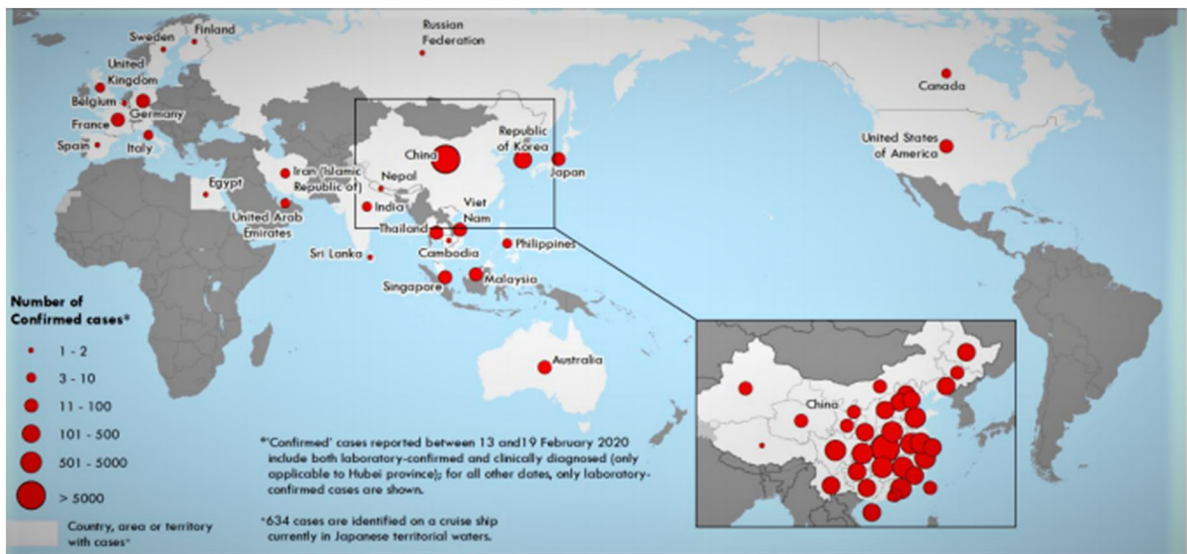 Sweden
Finland
Russian
Federation
United
Kingdom
Belgium
Germany
France
Spain
Italy
Canada
United States
of America
Republic
of Korea
China
Japan
Iran (Islamic
Republic of)
Nepal
Egypt
India
Viet
Nam
United Arab
Emirates
Thailand
Philippines
Sri Lanka
Cambodia
Singapore
Malaysia
Australia
Number of
Confirmed cases*
1 - 2
3 - 10
11 - 100
101 - 500
501 - 5000
> 5000
Country, area or territory
with cases*
China
*'Confirmed' cases reported between 13 and19 February 2020
include both laboratory-confirmed and clinically diagnosed (only
applicable to Hubei province); for all other dates, only laboratory-
confirmed cases are shown.
*634 cases are identified on a cruise ship
currently in Japanese territorial waters.